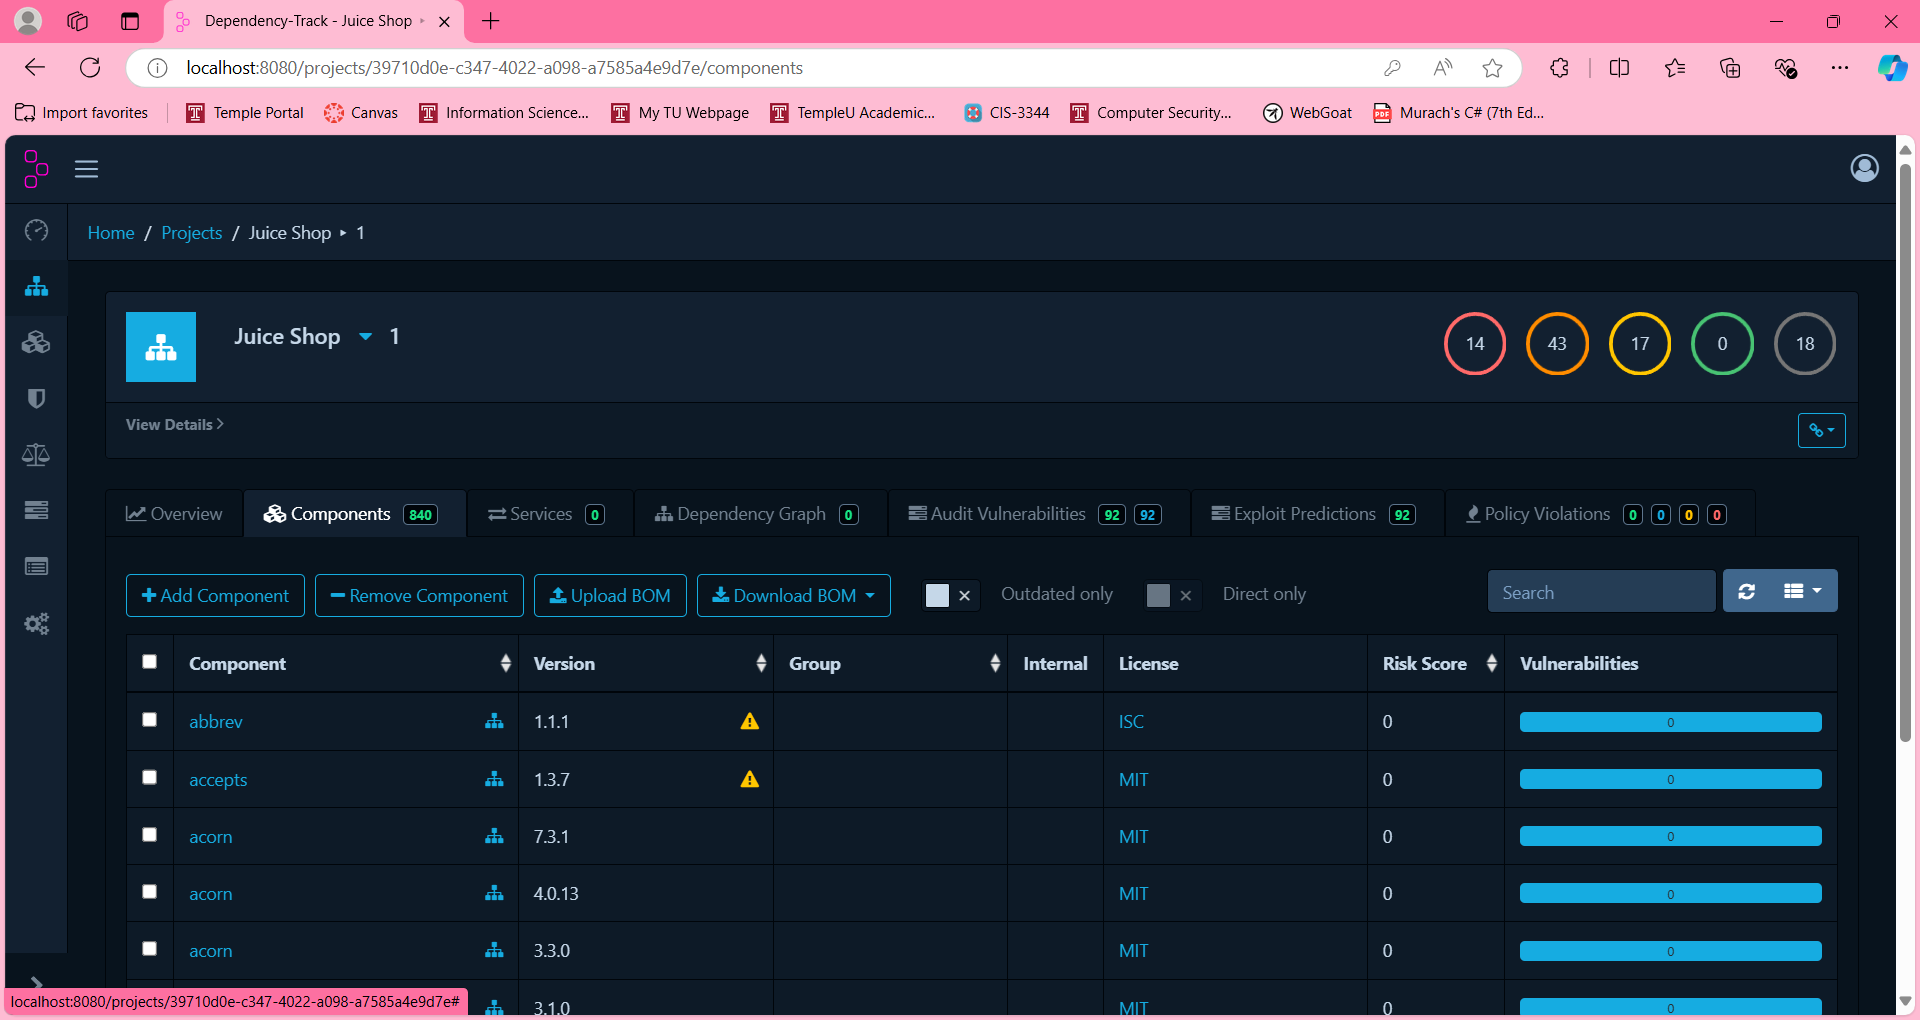 Dependency-Track - Juice Shop ‣
localhost:8080/projects/39710d0e-c347-4022-a098-a7585a4e9d7e/components
Import favorites Temple Portal Canvas Information Science... My TU Webpage TempleU Academic... CIS-3344 Computer Security... WebGoat Murach's C# (7th Ed...
Home / Projects / Juice Shop ‣ 1
Juice Shop 1 14 43 17 0 18
View Details
Overview Components 840 Services 0 Dependency Graph 0 Audit Vulnerabilities 92 92 Exploit Predictions 92 Policy Violations 0 0 0 0
Add Component Remove Component Upload BOM Download BOM Outdated only Direct only Search
Component Version Group Internal License Risk Score Vulnerabilities
abbrev 1.1.1 ISC 0 0
accepts 1.3.7 MIT 0 0
acorn 7.3.1 MIT 0 0
acorn 4.0.13 MIT 0 0
acorn 3.3.0 MIT 0 0
3.1.0 MIT 0 0
localhost:8080/projects/39710d0e-c347-4022-a098-a7585a4e9d7e#